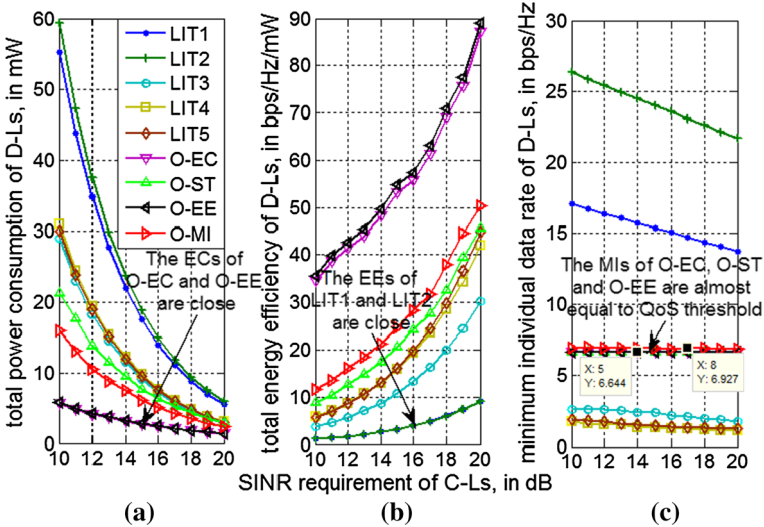 total power consumption of D-Ls, in mW
60
50
40
30
20
10
0
10 12 14 16 18 20
LIT1
LIT2
LIT3
LIT4
LIT5
O-EC
O-ST
O-EE
O-MI
The ECs of
O-EC and O-EE
are close
(a)
total energy efficiency of D-Ls, in bps/Hz/mW
90
80
70
60
50
40
30
20
10
0
10 12 14 16 18 20
The EEs of
LIT1 and LIT2
are close
(b)
minimum individual data rate of D-Ls, in bps/Hz
30
25
20
15
10
5
0
10 12 14 16 18 20
The MIs of O-EC, O-ST
and O-EE are almost
equal to QoS threshold
X: 5
Y: 6.644
X: 8
Y: 6.927
(c)
SINR requirement of C-Ls, in dB